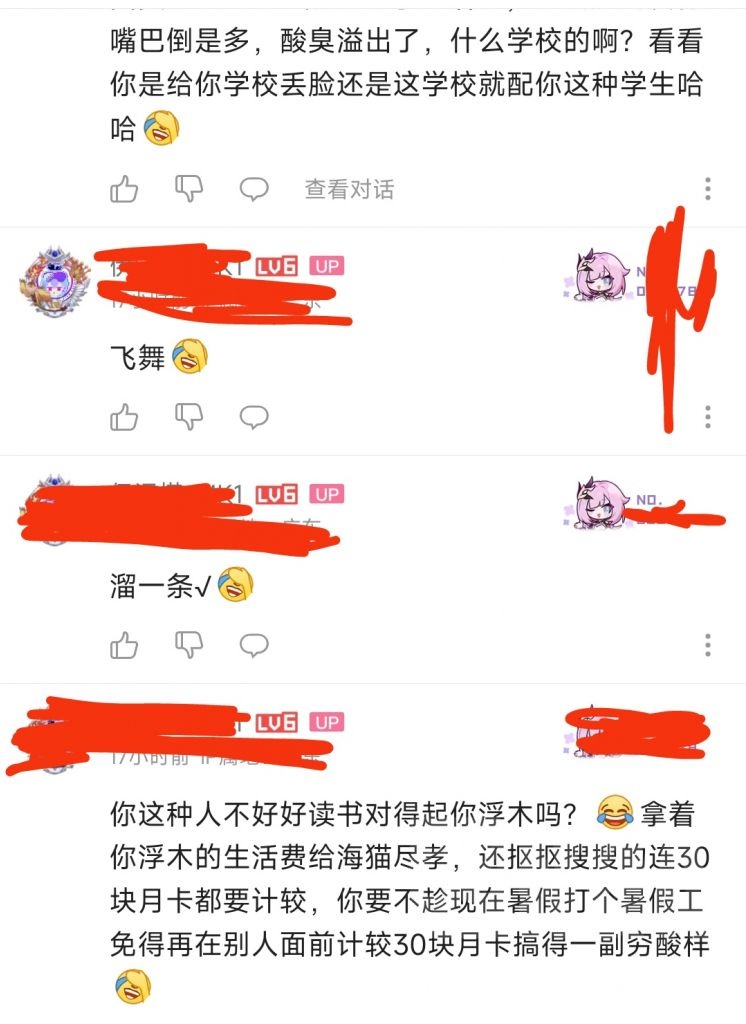 嘴巴倒是多，酸臭溢出了，什么学校的啊？看看
你是给你学校丢脸还是这学校就配你这种学生哈
哈
查看对话
LV6 UP
飞舞
LV6 UP
NO.
溜一条√
LV6 UP
17小时前
你这种人不好好读书对得起你浮木吗？拿着
你浮木的生活费给海猫尽孝，还抠抠搜搜的连30
块月卡都要计较，你要不趁现在暑假打个暑假工
免得再在别人面前计较30块月卡搞得一副穷酸样